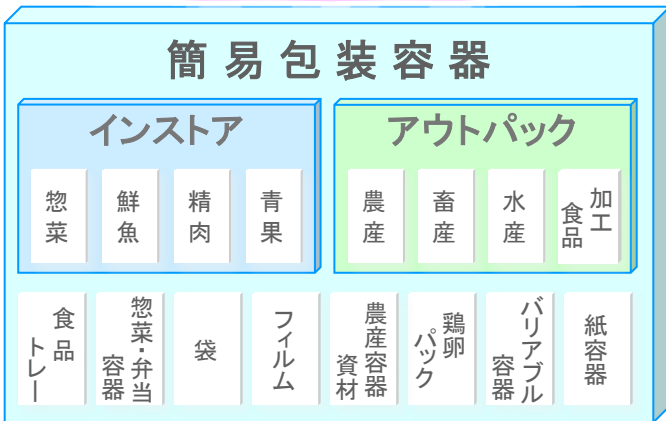 簡易包装容器
インストア
アウトパック
惣菜
鮮魚
精肉
青果
農産
畜産
水産
加工
食品
食品
トレー
惣菜・弁当
容器
袋
フィルム
農産容器
資材
鶏卵
パック
バリアブル
容器
紙容器